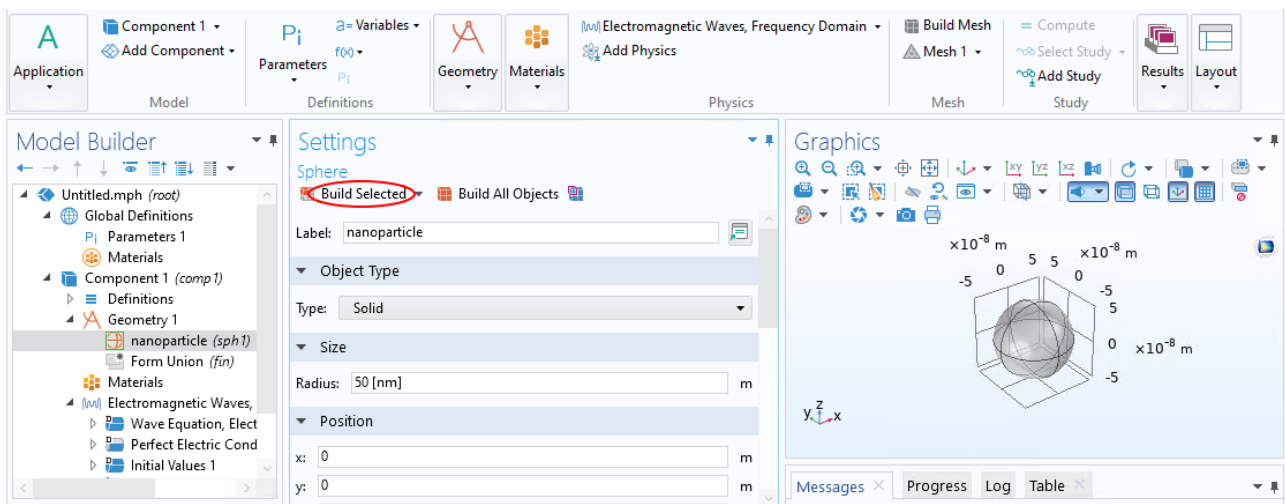 Component 1
Add Component
Application
Model
Pi
Parameters
a= Variables
f(x)
Pi
Definitions
Geometry
Materials
Electromagnetic Waves, Frequency Domain
Add Physics
Physics
Build Mesh
Mesh 1
Mesh
= Compute
Select Study
Add Study
Study
Results
Layout
Model Builder
Untitled.mph (root)
Global Definitions
Pi Parameters 1
Materials
Component 1 (comp1)
Definitions
Geometry 1
nanoparticle (sph1)
Form Union (fin)
Materials
Electromagnetic Waves,
Wave Equation, Elect
Perfect Electric Cond
Initial Values 1
Settings
Sphere
Build Selected
Build All Objects
Label: nanoparticle
Object Type
Type: Solid
Size
Radius: 50 [nm] m
Position
x: 0 m
y: 0 m
Graphics
xy yz xz
×10⁻⁸ m
5 5 ×10⁻⁸ m
0 0
-5 -5
5
0 ×10⁻⁸ m
-5
z
y x
Messages Progress Log Table